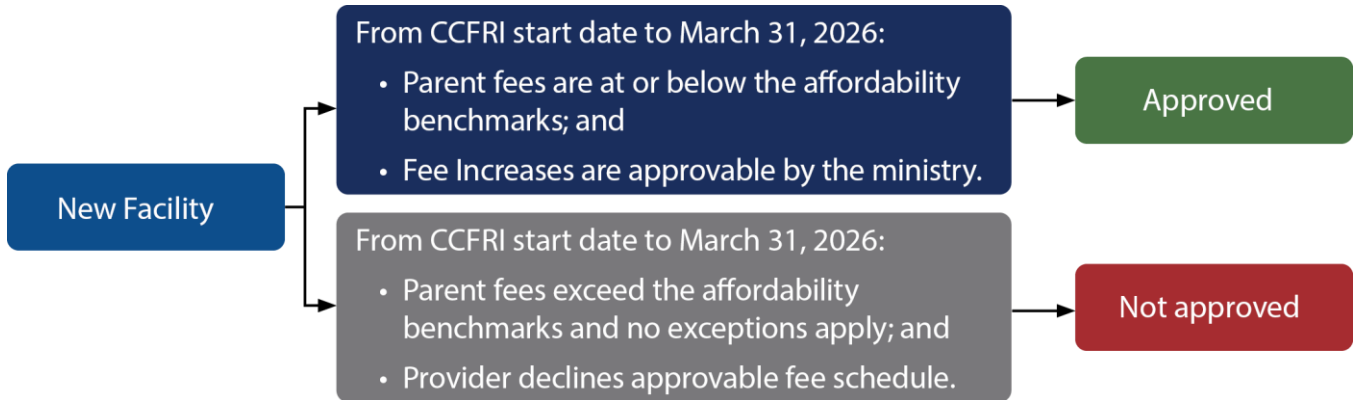 New Facility
From CCFRI start date to March 31, 2026:
• Parent fees are at or below the affordability
benchmarks; and
• Fee Increases are approvable by the ministry.
Approved
From CCFRI start date to March 31, 2026:
• Parent fees exceed the affordability
benchmarks and no exceptions apply; and
• Provider declines approvable fee schedule.
Not approved